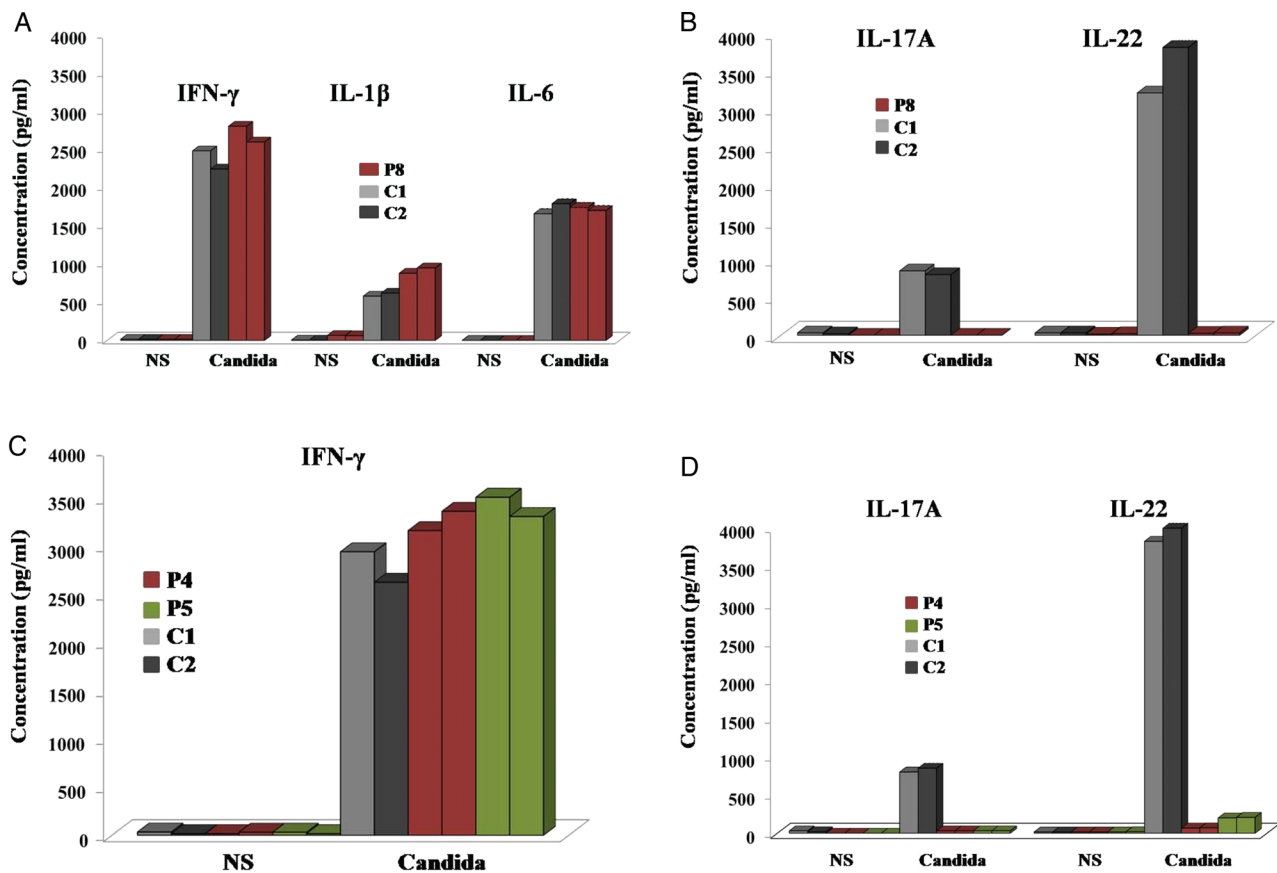 A
Concentration (pg/ml)
4000
3500
3000
2500
2000
1500
1000
500
0
IFN-γ
IL-1β
IL-6
P8
C1
C2
NS
Candida
NS
Candida
NS
Candida
B
Concentration (pg/ml)
4000
3500
3000
2500
2000
1500
1000
500
0
IL-17A
IL-22
P8
C1
C2
NS
Candida
NS
Candida
C
Concentration (pg/ml)
4000
3500
3000
2500
2000
1500
1000
500
0
IFN-γ
P4
P5
C1
C2
NS
Candida
D
Concentration (pg/ml)
4000
3500
3000
2500
2000
1500
1000
500
0
IL-17A
IL-22
P4
P5
C1
C2
NS
Candida
NS
Candida